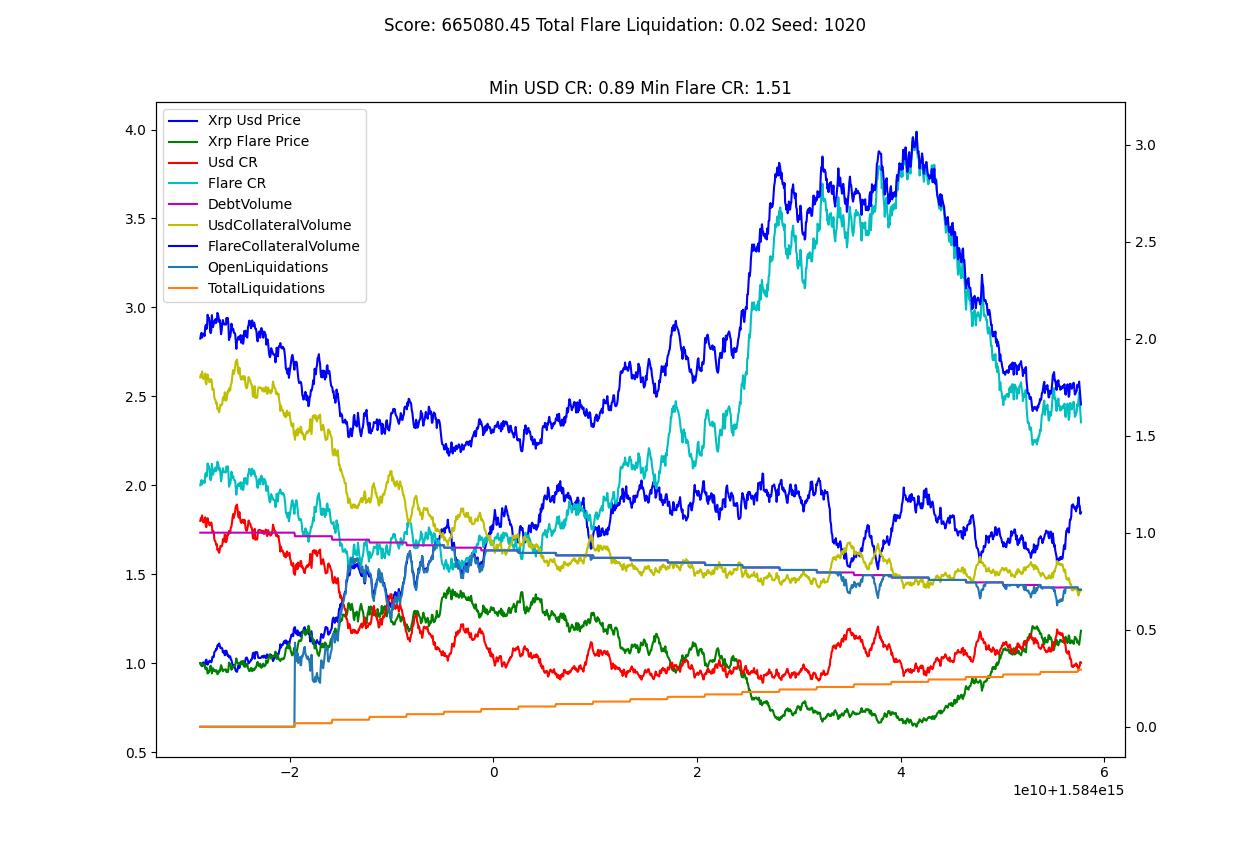 Score: 665080.45 Total Flare Liquidation: 0.02 Seed: 1020
Min USD CR: 0.89 Min Flare CR: 1.51
Xrp Usd Price
Xrp Flare Price
Usd CR
Flare CR
DebtVolume
UsdCollateralVolume
FlareCollateralVolume
OpenLiquidations
TotalLiquidations
4.0
3.5
3.0
2.5
2.0
1.5
1.0
0.5
3.0
2.5
2.0
1.5
1.0
0.5
0.0
−2
0
2
4
6
1e10+1.584e15